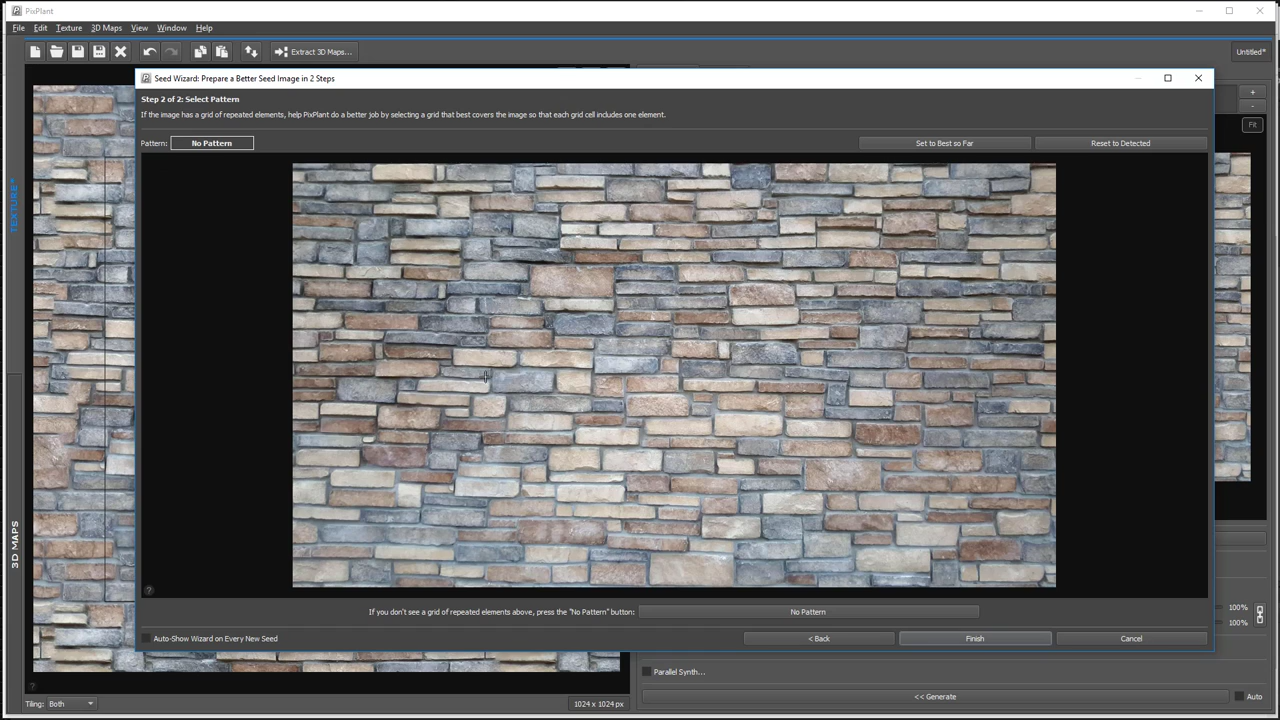 PixPlant
File Edit Texture 3D Maps View Window Help
Extract 3D Maps...
Untitled*
Seed Wizard: Prepare a Better Seed Image in 2 Steps
Step 2 of 2: Select Pattern
If the image has a grid of repeated elements, help PixPlant do a better job by selecting a grid that best covers the image so that each grid cell includes one element.
+
-
Fit
Pattern: No Pattern
Set to Best so Far
Reset to Detected
TEXTURE*
3D MAPS
?
If you don't see a grid of repeated elements above, press the "No Pattern" button:
No Pattern
Auto-Show Wizard on Every New Seed
< Back
Finish
Cancel
100%
100%
Parallel Synth...
?
<< Generate
Auto
Tiling: Both
1024 x 1024 px